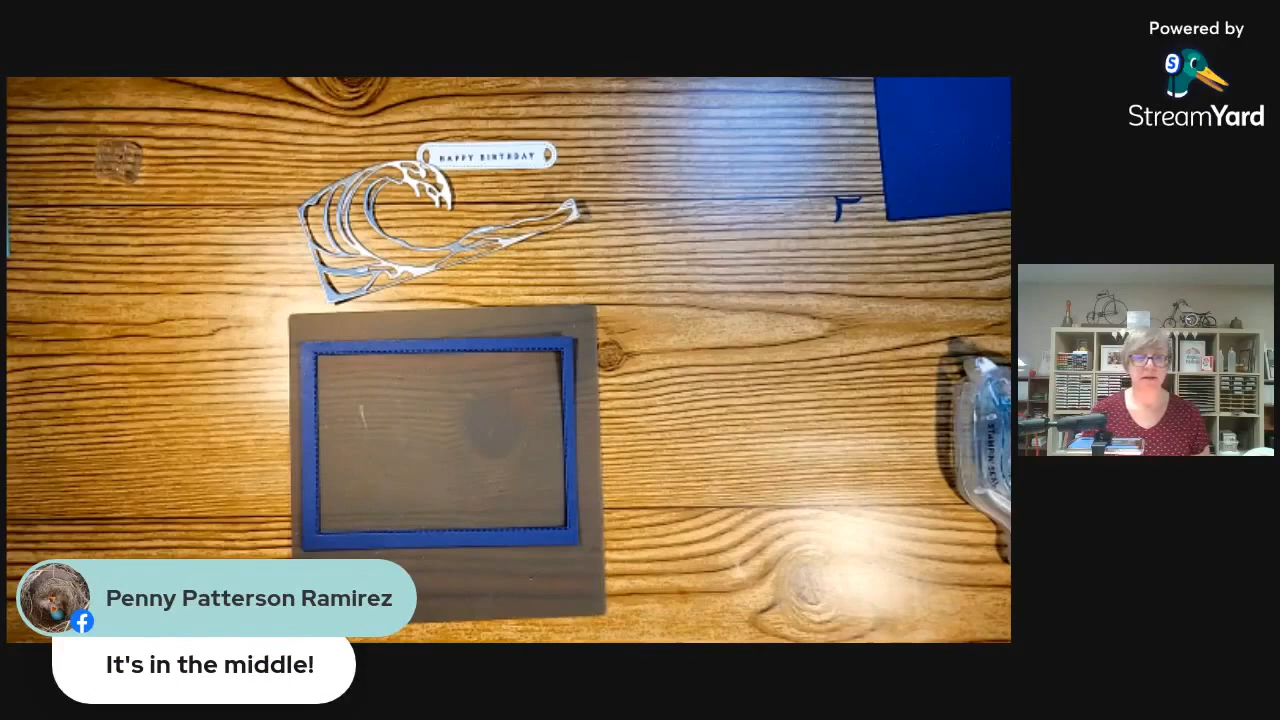 Powered by
S
StreamYard
HAPPY BIRTHDAY
Penny Patterson Ramirez
It's in the middle!